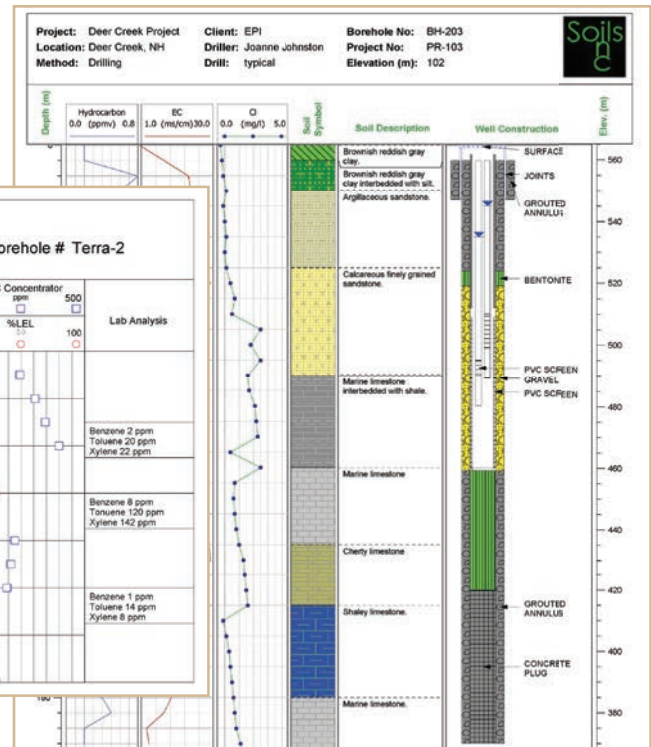 Project: Deer Creek Project Client: EPI Borehole No: BH-203
Location: Deer Creek, NH Driller: Joanne Johnston Project No: PR-103
Method: Drilling Drill: typical Elevation (m): 102
Soils
nc
Depth (m)
Hydrocarbon
0.0 (ppmv) 0.8
EC
1.0 (ms/cm)30.0
Cl
0.0 (mg/l) 5.0
Soil Symbol
Soil Description
Well Construction
Elev. (m)
Brownish reddish gray
clay.
Brownish reddish gray
clay interbedded with silt.
Argillaceous sandstone.
Calcareous finely grained
sandstone.
Marine limestone
interbedded with shale.
Marine limestone
Cherty limestone
Shaley limestone.
Marine limestone.
SURFACE
JOINTS
GROUTED
ANNULUS
BENTONITE
PVC SCREEN
GRAVEL
PVC SCREEN
GROUTED
ANNULUS
CONCRETE
PLUG
560
540
520
500
480
460
440
420
400
380
orehole # Terra-2
Concentrator
ppm 500
%LEL
50 100
Lab Analysis
Benzene 2 ppm
Toluene 20 ppm
Xylene 22 ppm
Benzene 8 ppm
Tonuene 120 ppm
Xylene 142 ppm
Benzene 1 ppm
Toluene 14 ppm
Xylene 8 ppm